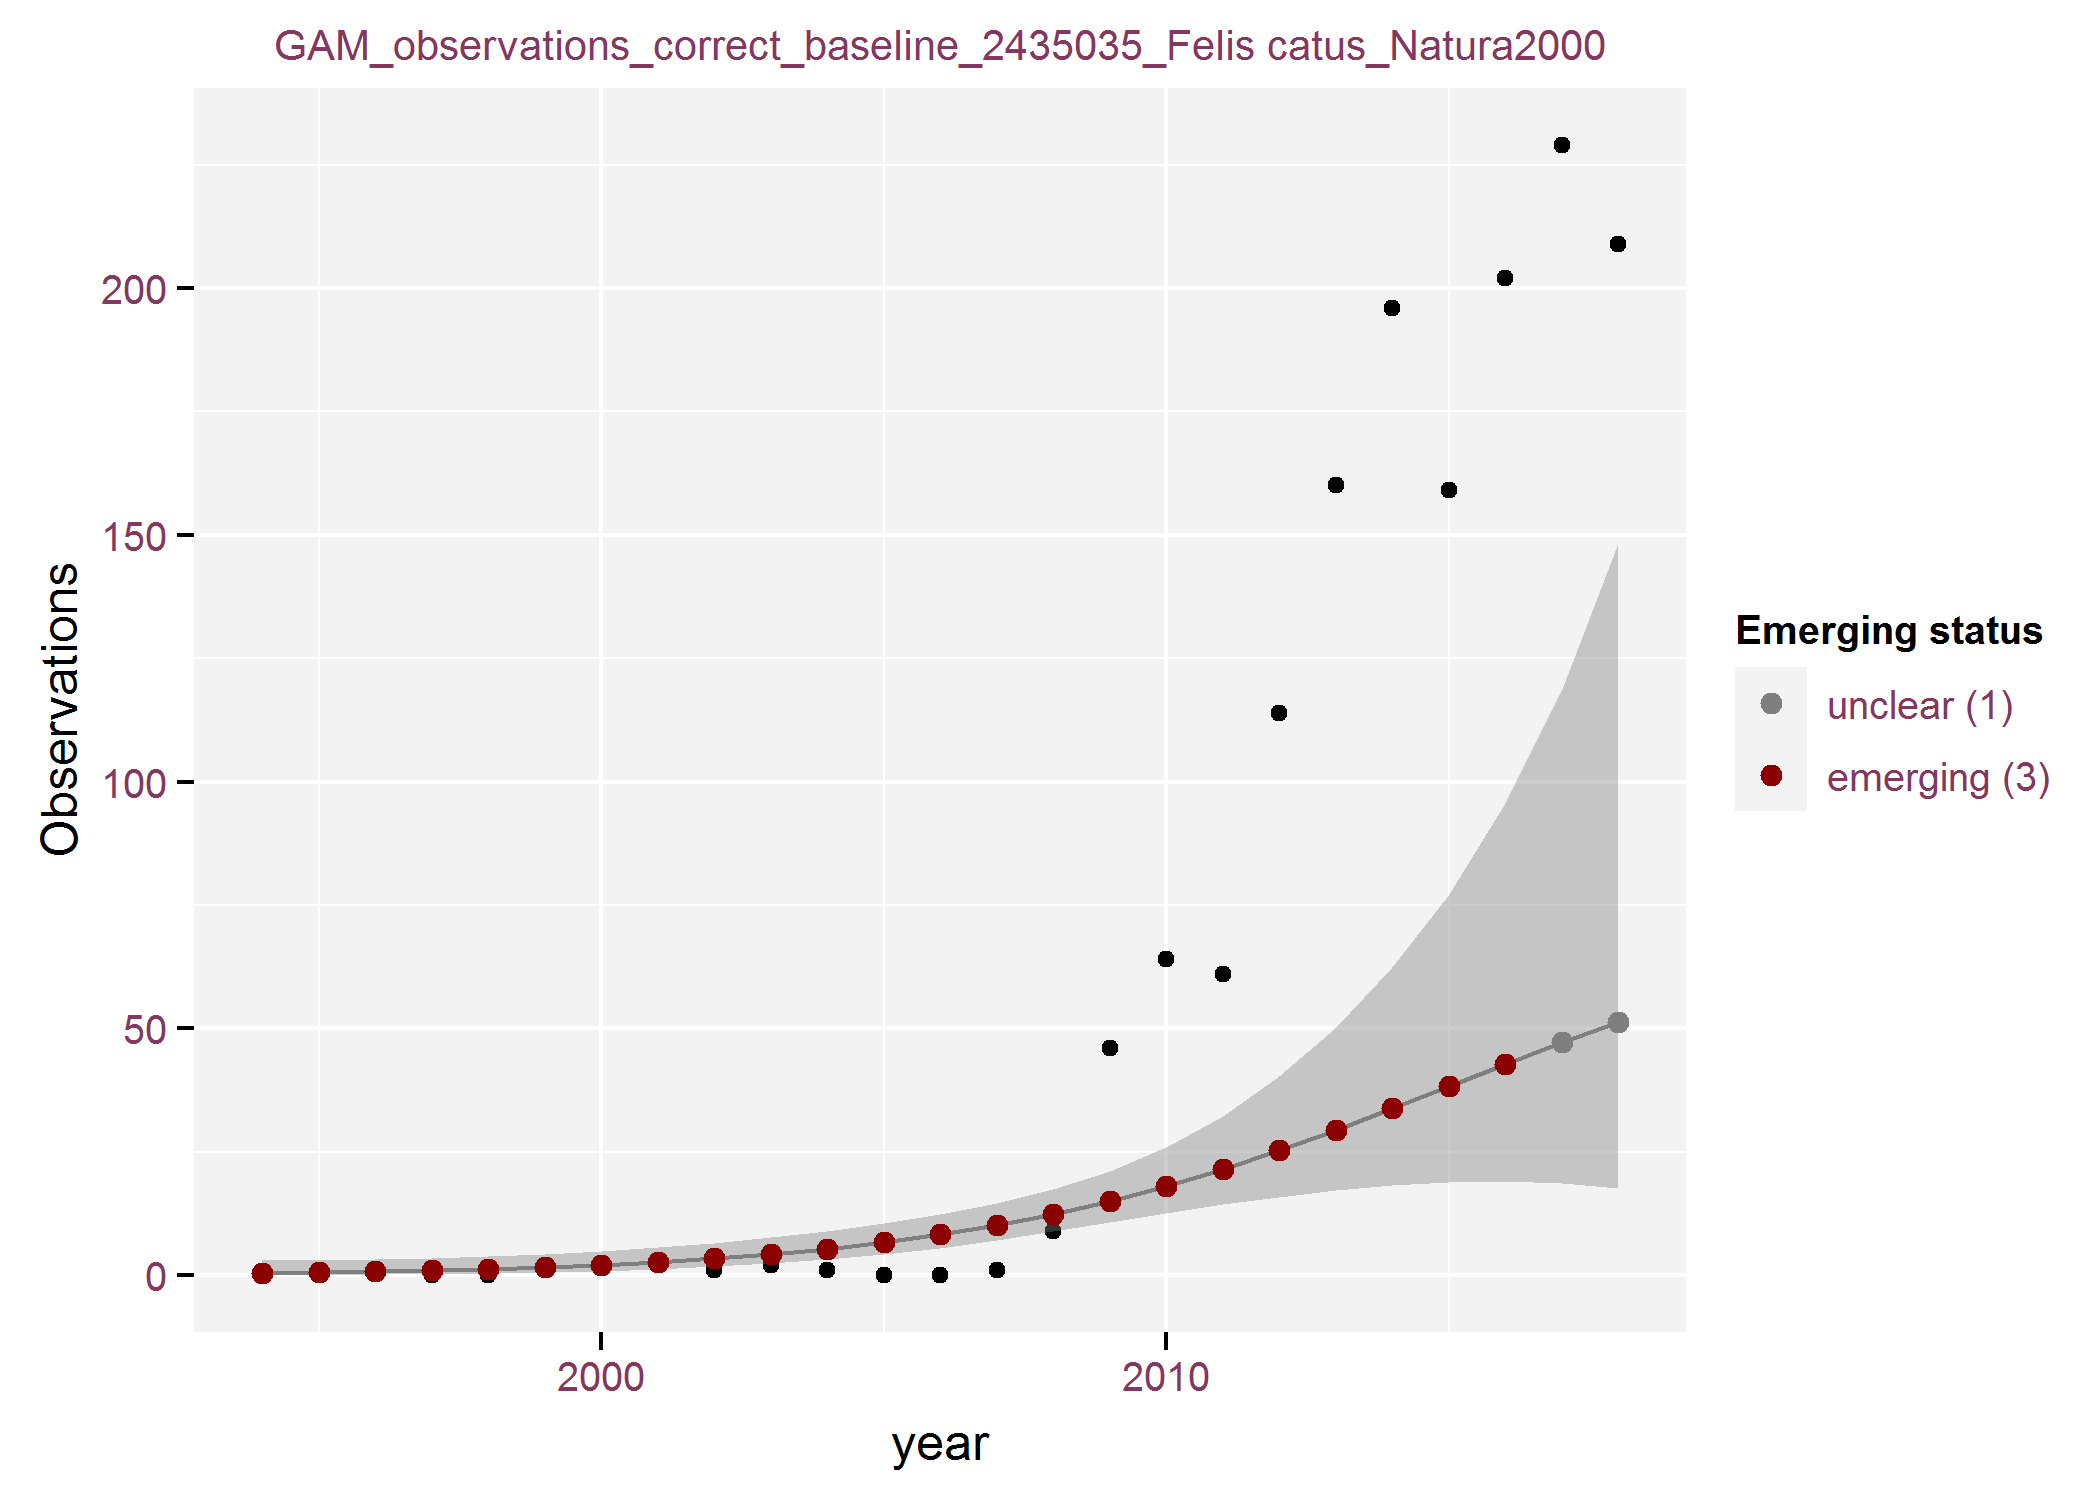 GAM_observations_correct_baseline_2435035_Felis catus_Natura2000
Observations
200
150
100
50
0
2000
2010
year
Emerging status
unclear (1)
emerging (3)